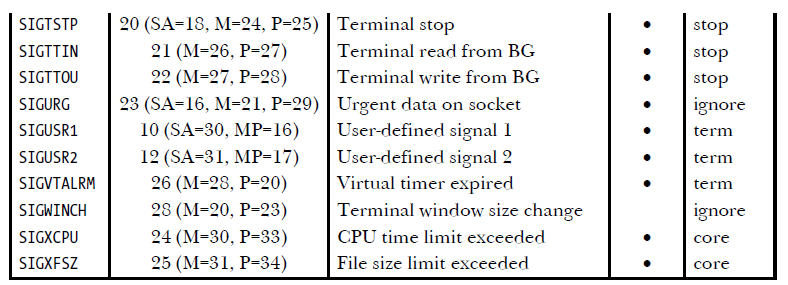 SIGTSTP 20 (SA=18, M=24, P=25) Terminal stop • stop
SIGTTIN 21 (M=26, P=27) Terminal read from BG • stop
SIGTTOU 22 (M=27, P=28) Terminal write from BG • stop
SIGURG 23 (SA=16, M=21, P=29) Urgent data on socket • ignore
SIGUSR1 10 (SA=30, MP=16) User-defined signal 1 • term
SIGUSR2 12 (SA=31, MP=17) User-defined signal 2 • term
SIGVTALRM 26 (M=28, P=20) Virtual timer expired • term
SIGWINCH 28 (M=20, P=23) Terminal window size change ignore
SIGXCPU 24 (M=30, P=33) CPU time limit exceeded • core
SIGXFSZ 25 (M=31, P=34) File size limit exceeded • core